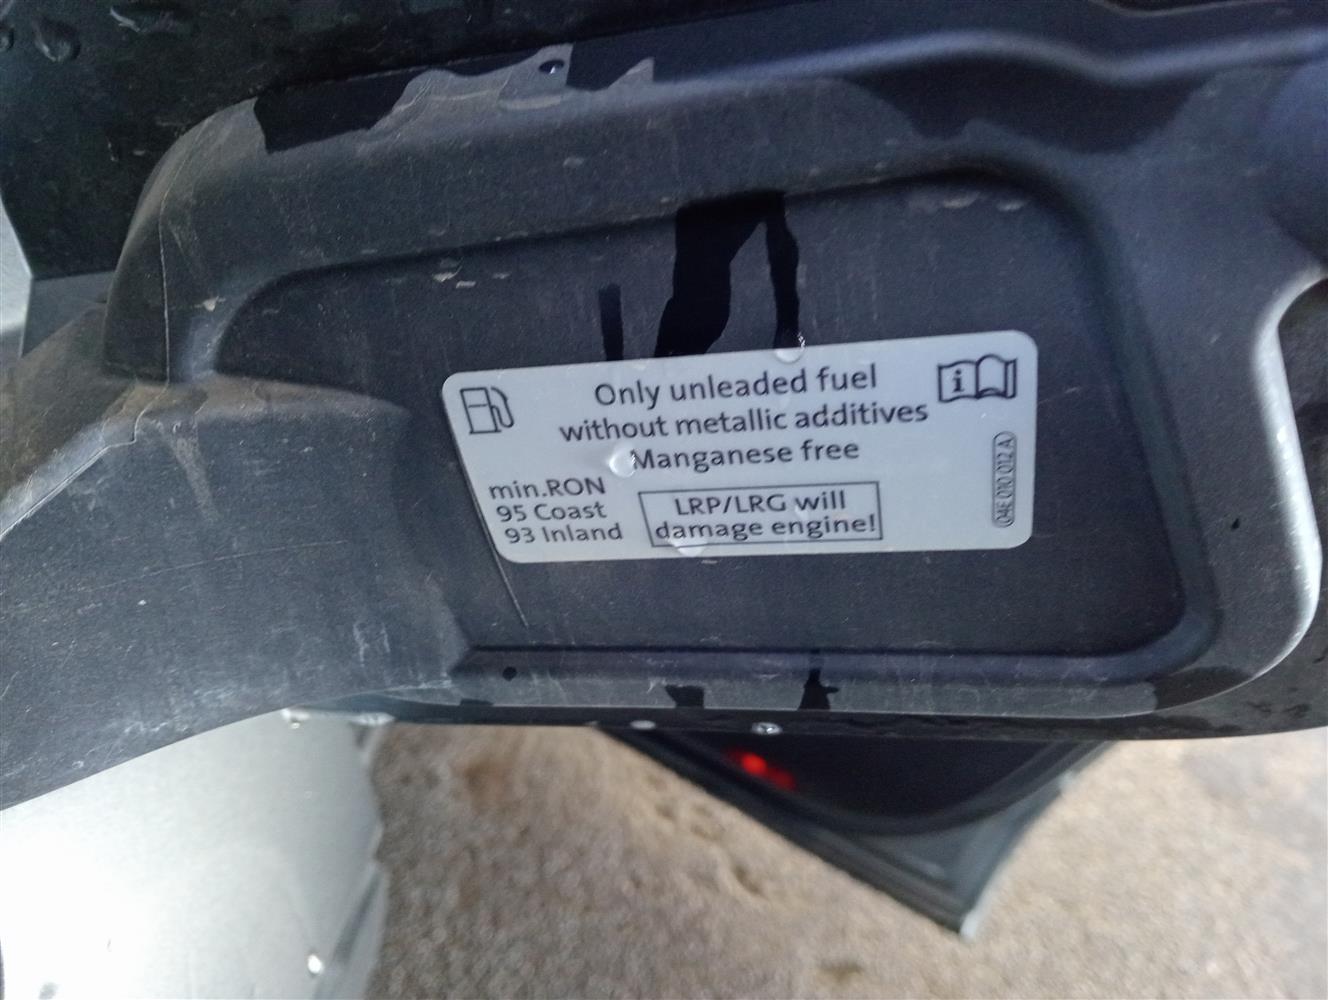 Only unleaded fuel
without metallic additives
Manganese free
min.RON
95 Coast
93 Inland
LRP/LRG will
damage engine!
i
04E 010 012 A